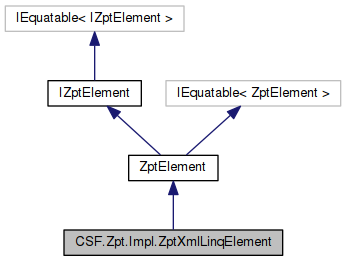 IEquatable< IZptElement >
IZptElement
IEquatable< ZptElement >
ZptElement
CSF.Zpt.Impl.ZptXmlLinqElement